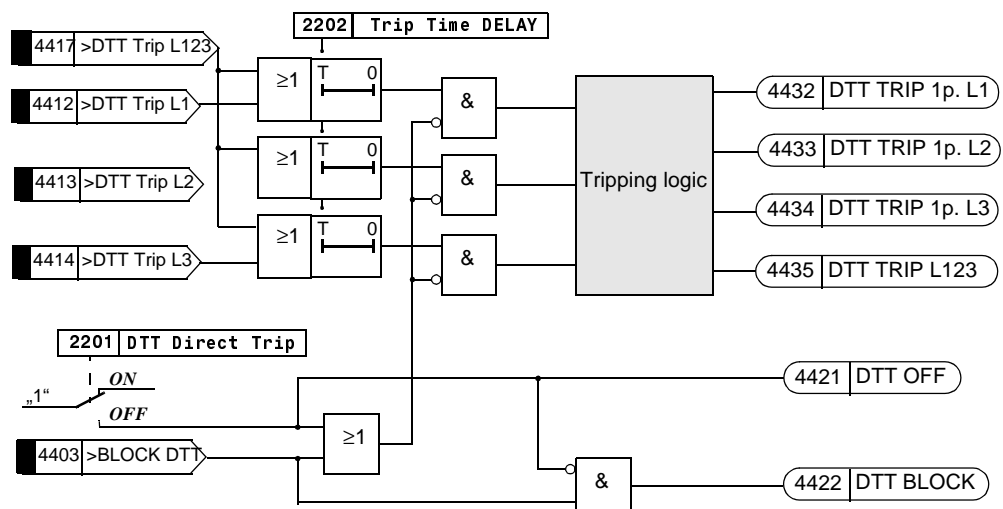 2202 Trip Time DELAY
4417 >DTT Trip L123
≥1 T 0
&
4432 DTT TRIP 1p. L1
4412 >DTT Trip L1
4433 DTT TRIP 1p. L2
≥1 T 0
&
Tripping logic
4413 >DTT Trip L2
4434 DTT TRIP 1p. L3
≥1 T 0
&
4414 >DTT Trip L3
4435 DTT TRIP L123
2201 DTT Direct Trip
ON
„1“
OFF
4421 DTT OFF
≥1
4403 >BLOCK DTT
&
4422 DTT BLOCK